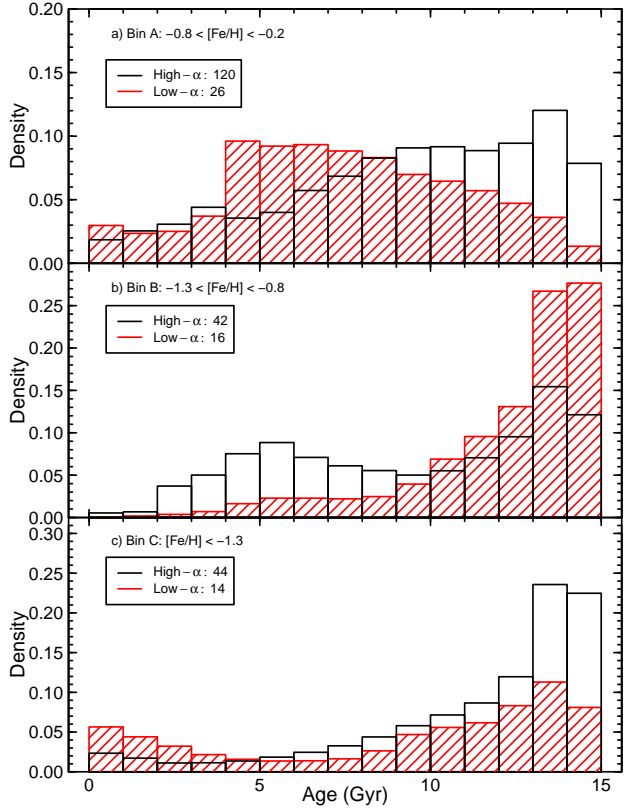 0.20
a) Bin A: −0.8 < [Fe/H] < −0.2
0.15
High−α: 120
Low−α: 26
Density
0.10
0.05
0.00
b) Bin B: −1.3 < [Fe/H] < −0.8
0.25
High−α: 42
Low−α: 16
0.20
Density
0.15
0.10
0.05
0.00
0.30
c) Bin C: [Fe/H] < −1.3
0.25
High−α: 44
Low−α: 14
0.20
Density
0.15
0.10
0.05
0.00
0 5 10 15
Age (Gyr)